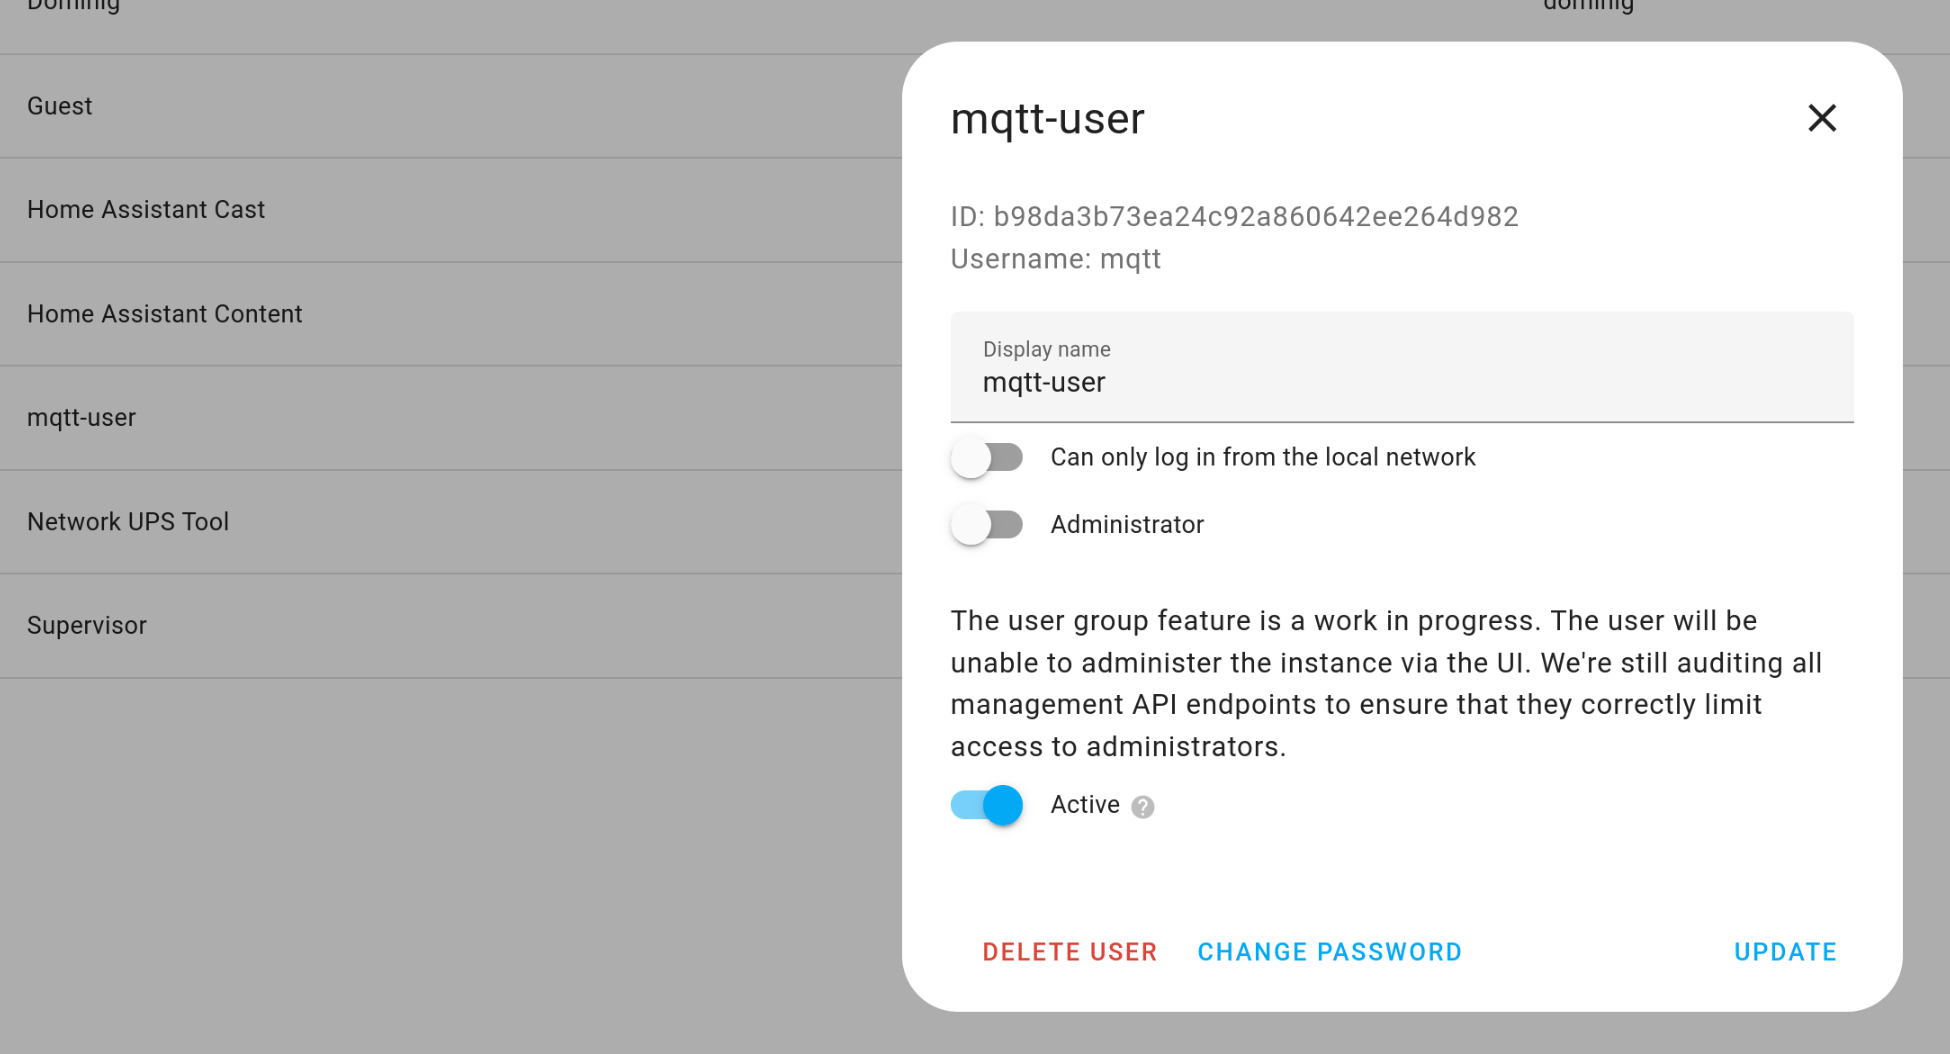 Dominig
dominig
Guest
Home Assistant Cast
Home Assistant Content
mqtt-user
Network UPS Tool
Supervisor
mqtt-user
ID: b98da3b73ea24c92a860642ee264d982
Username: mqtt
Display name
mqtt-user
Can only log in from the local network
Administrator
The user group feature is a work in progress. The user will be
unable to administer the instance via the UI. We're still auditing all
management API endpoints to ensure that they correctly limit
access to administrators.
Active ?
DELETE USER CHANGE PASSWORD UPDATE